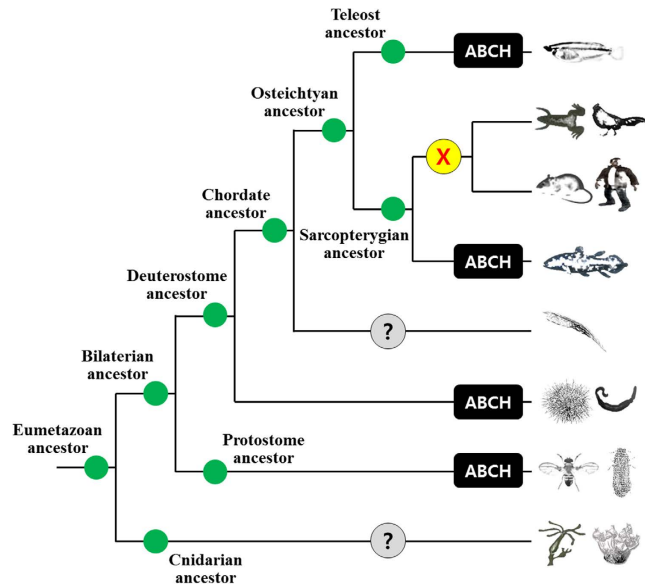 Teleost
ancestor
ABCH
Osteichtyan
ancestor
X
Chordate
ancestor
Sarcopterygian
ancestor
ABCH
Deuterostome
ancestor
?
Bilaterian
ancestor
ABCH
Eumetazoan
ancestor
Protostome
ancestor
ABCH
?
Cnidarian
ancestor